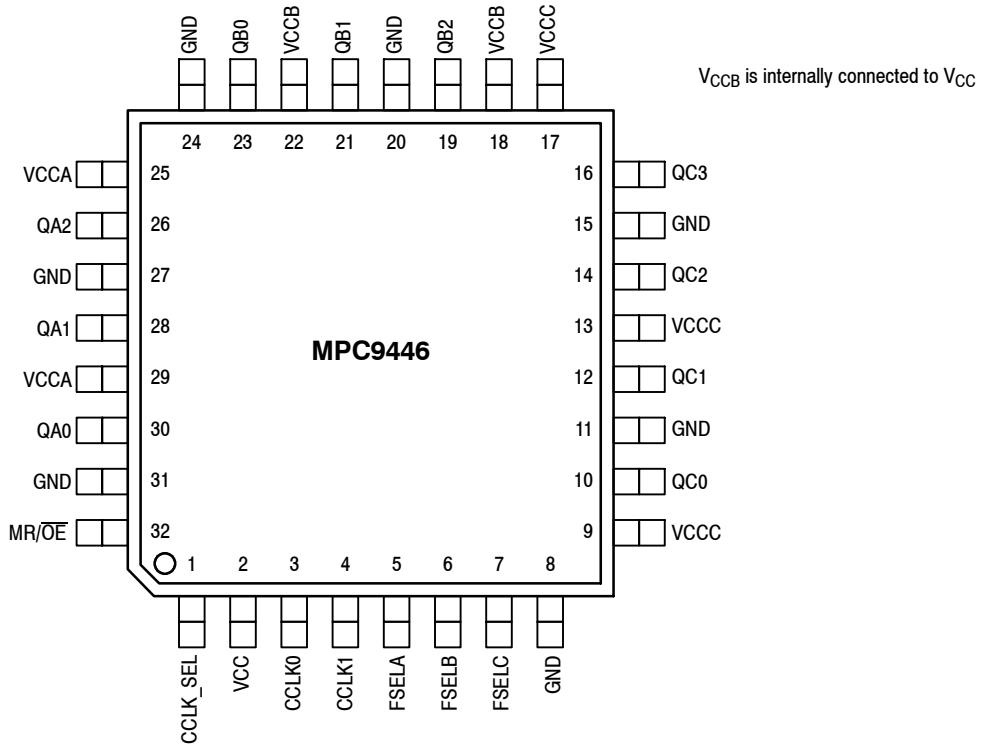 GND
QB0
VCCB
QB1
GND
QB2
VCCB
VCCC
VCCB is internally connected to VCC
24 23 22 21 20 19 18 17
VCCA 25
QA2 26
GND 27
QA1 28
VCCA 29
QA0 30
GND 31
MR/OE 32
MPC9446
16 QC3
15 GND
14 QC2
13 VCCC
12 QC1
11 GND
10 QC0
9 VCCC
1 2 3 4 5 6 7 8
CCLK_SEL
VCC
CCLK0
CCLK1
FSELA
FSELB
FSELC
GND